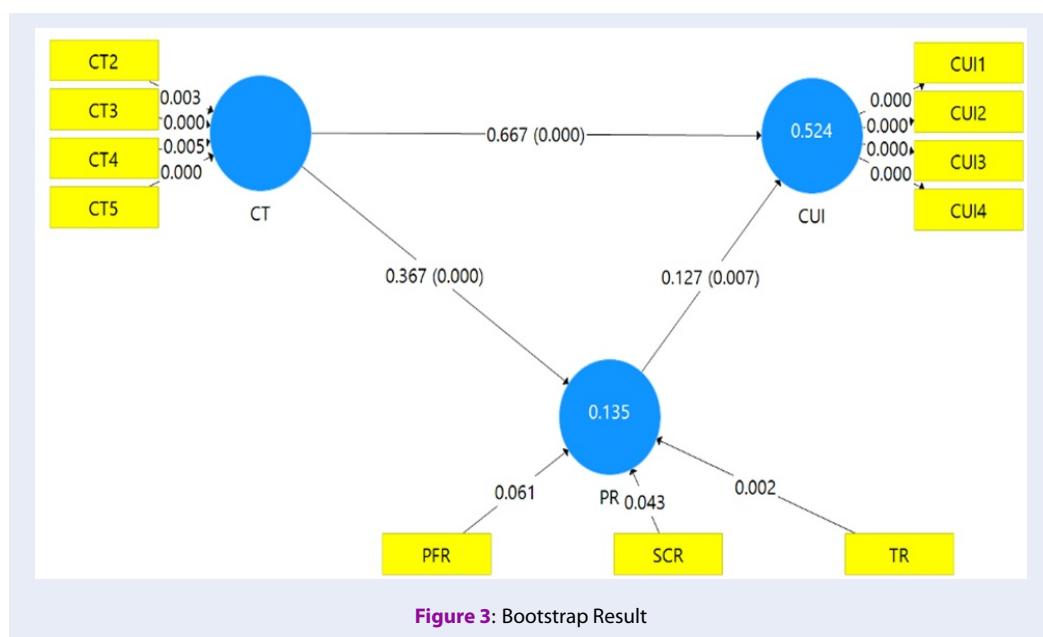 CT2
CT3
CT4
CT5
0.003
0.000
0.005
0.000
CT
0.667 (0.000)
0.524
CUI
0.000
0.000
0.000
0.000
CUI1
CUI2
CUI3
CUI4
0.367 (0.000)
0.127 (0.007)
0.135
PR
0.061
0.043
0.002
PFR
SCR
TR
Figure 3: Bootstrap Result